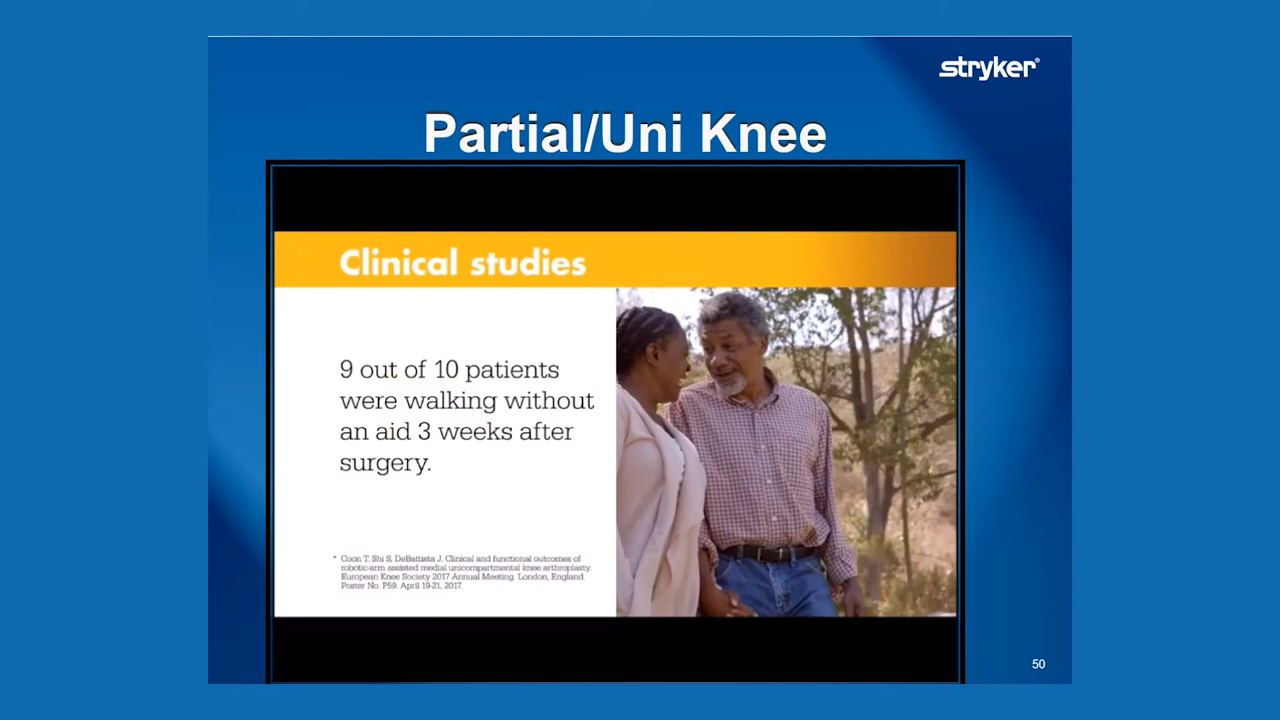 stryker®
Partial/Uni Knee
Clinical studies
9 out of 10 patients
were walking without
an aid 3 weeks after
surgery.
* Coon T, Shi S, DeBattista J. Clinical and functional outcomes of
robotic-arm assisted medial unicompartmental knee arthroplasty.
European Knee Society 2017 Annual Meeting. London, England.
Poster No. P59. April 19-21, 2017.
50